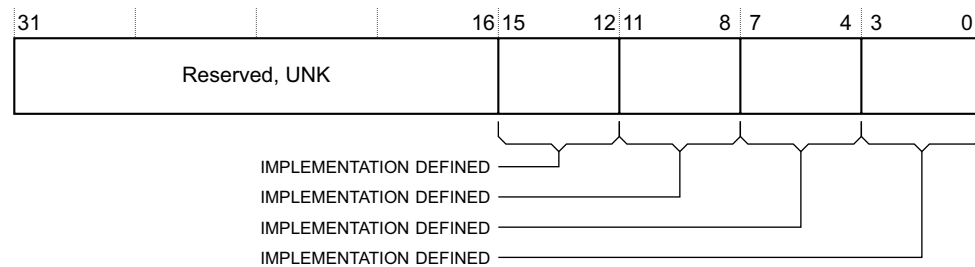 31 16 15 12 11 8 7 4 3 0
Reserved, UNK
IMPLEMENTATION DEFINED
IMPLEMENTATION DEFINED
IMPLEMENTATION DEFINED
IMPLEMENTATION DEFINED